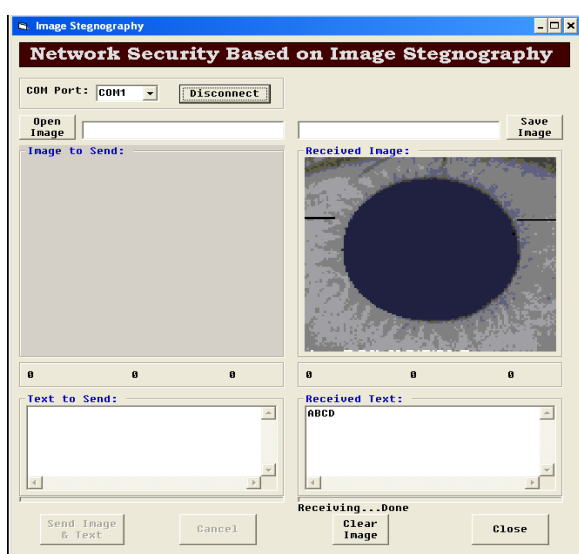 Image Stegnography
Network Security Based on Image Stegnography
COM Port: COM1 Disconnect
Open Image
Save Image
Image to Send:
Received Image:
0 0 0
0 0 0
Text to Send:
Received Text:
ABCD
Receiving...Done
Send Image & Text
Cancel
Clear Image
Close